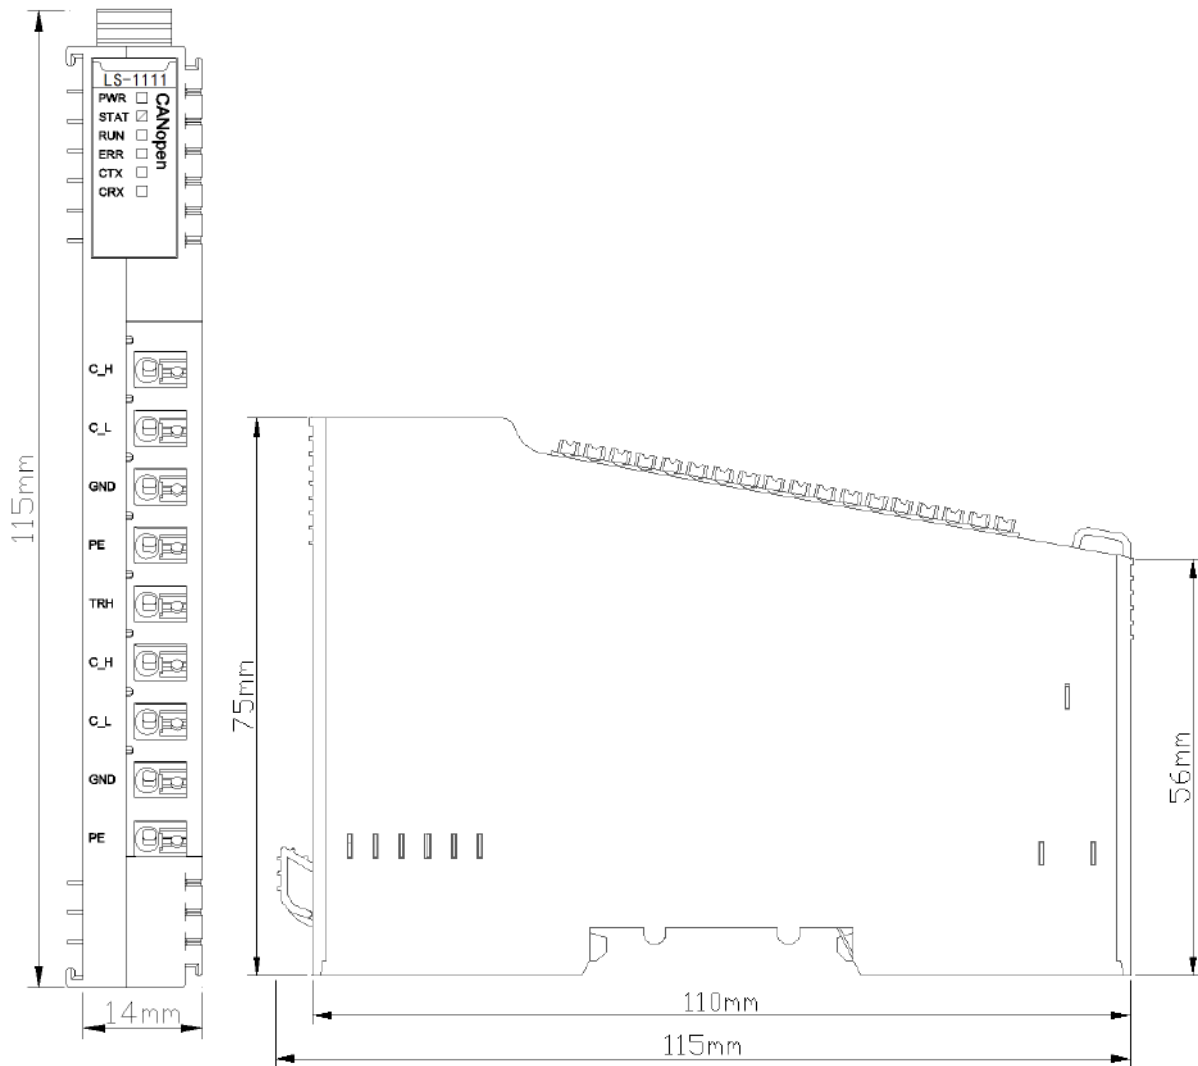 LS-1111
PWR
STAT
RUN
ERR
CTX
CRX
CANopen
C_H
C_L
GND
PE
TRH
C_H
C_L
GND
PE
115mm
14mm
75mm
56mm
110mm
115mm